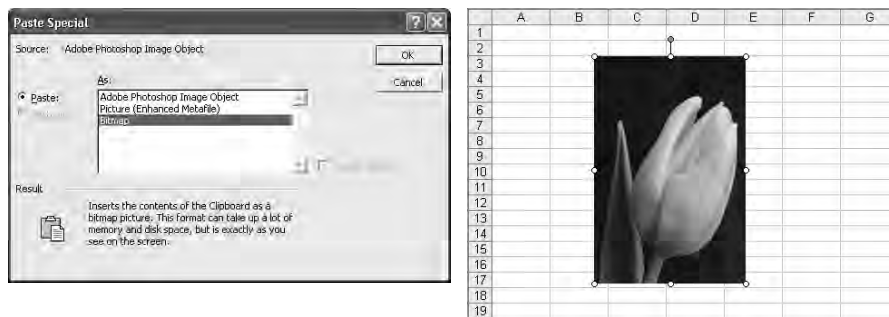 Paste Special
Source: Adobe Photoshop Image Object
OK
Cancel
As:
Paste:
Adobe Photoshop Image Object
Picture (Enhanced Metafile)
Bitmap
Result
Inserts the contents of the Clipboard as a
bitmap picture. This format can take up a lot of
memory and disk space, but is exactly as you
see on the screen.
A B C D E F G
1
2
3
4
5
6
7
8
9
10
11
12
13
14
15
16
17
18
19